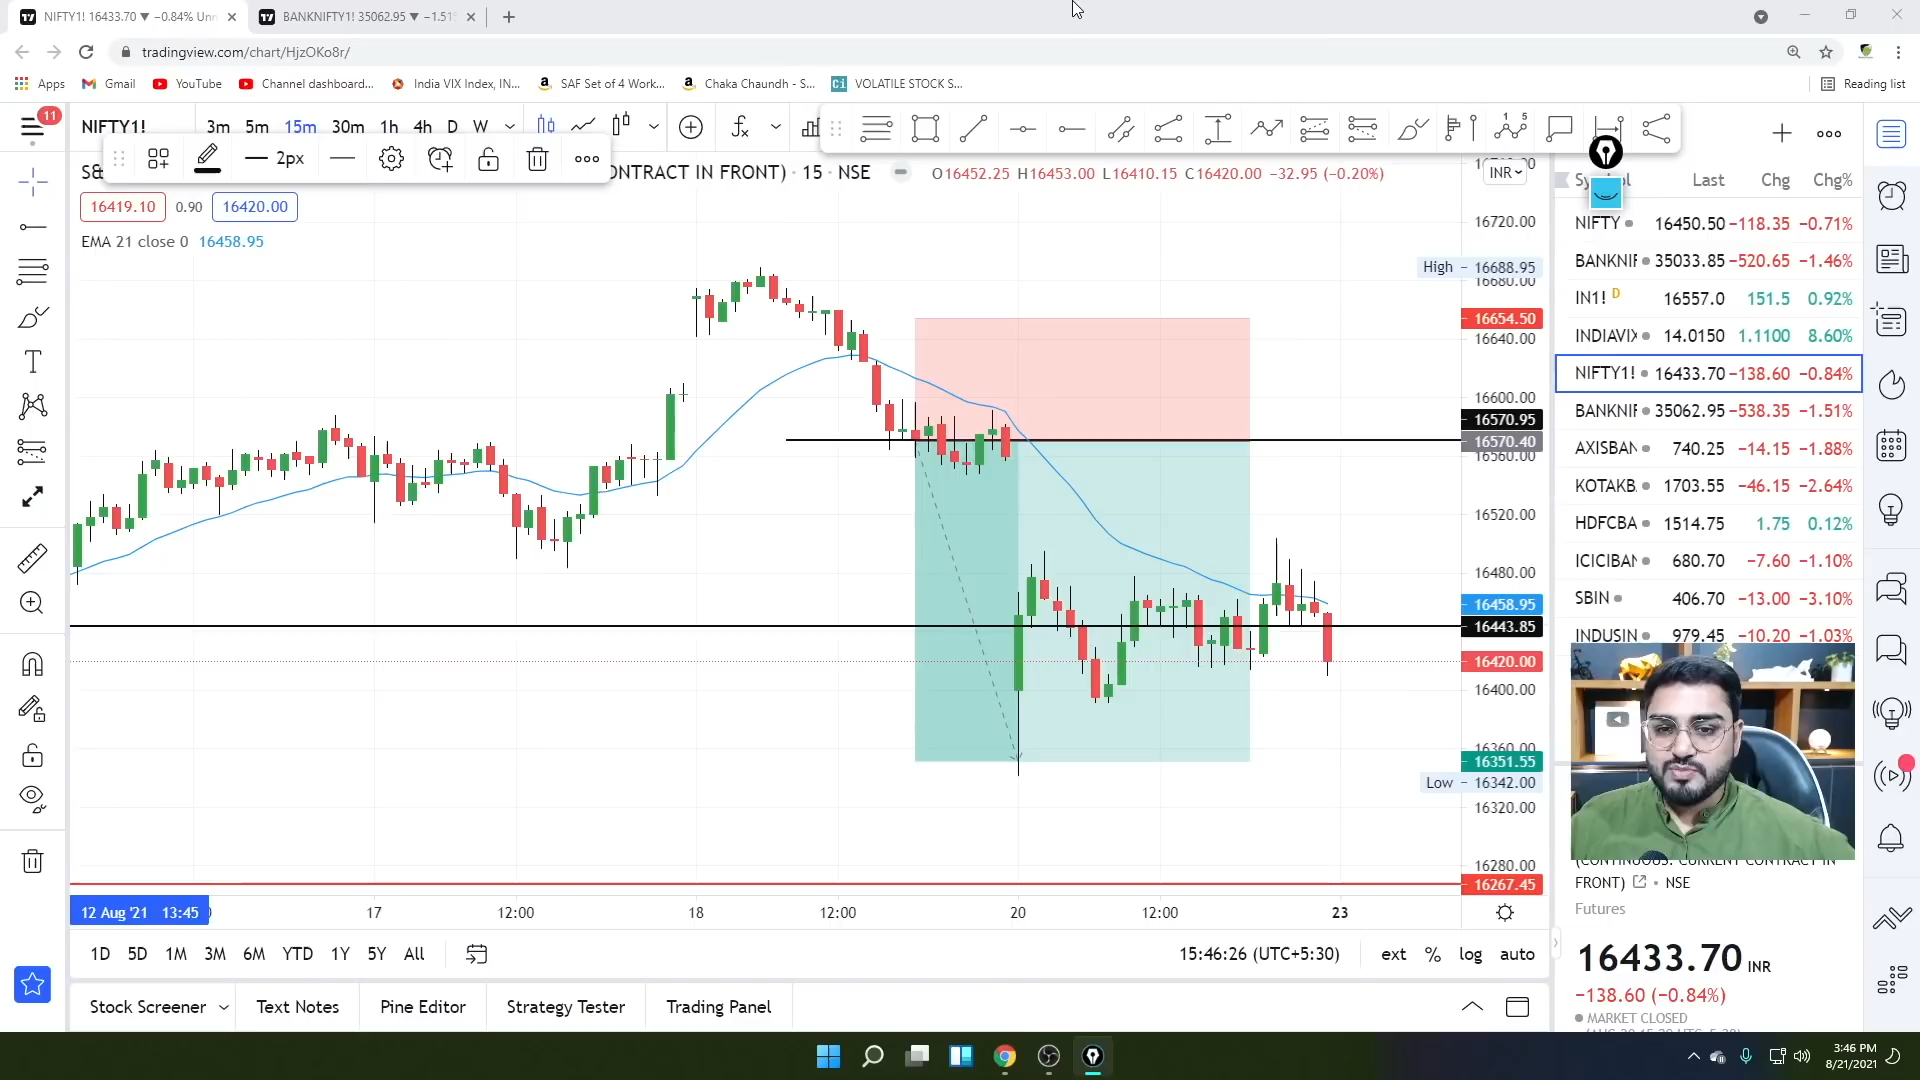 NIFTY1! 16433.70 ▼ −0.84% Unn
BANKNIFTY1! 35062.95 ▼ −1.51%
tradingview.com/chart/HjzOKo8r/
Apps
Gmail
YouTube
Channel dashboard...
India VIX Index, IN...
SAF Set of 4 Work...
Chaka Chaundh - S...
VOLATILE STOCK S...
Reading list
11
NIFTY1!
3m 5m 15m 30m 1h 4h D W
2px
ONTRACT IN FRONT) · 15 · NSE
O16452.25 H16453.00 L16410.15 C16420.00 −32.95 (−0.20%)
INR
16419.10 0.90 16420.00
EMA 21 close 0 16458.95
16720.00
High - 16688.95
16680.00
16654.50
16640.00
16600.00
16570.95
16570.40
16560.00
16520.00
16480.00
16458.95
16443.85
16420.00
16400.00
16360.00
16351.55
Low - 16342.00
16320.00
16280.00
16267.45
12 Aug '21 13:45
17
12:00
18
12:00
20
12:00
23
1D 5D 1M 3M 6M YTD 1Y 5Y All
15:46:26 (UTC+5:30)
ext % log auto
Stock Screener
Text Notes
Pine Editor
Strategy Tester
Trading Panel
Last Chg Chg%
NIFTY 16450.50 −118.35 −0.71%
BANKNIF 35033.85 −520.65 −1.46%
IN1! D 16557.0 151.5 0.92%
INDIAVIX 14.0150 1.1100 8.60%
NIFTY1! 16433.70 −138.60 −0.84%
BANKNIF 35062.95 −538.35 −1.51%
AXISBAN 740.25 −14.15 −1.88%
KOTAKB 1703.55 −46.15 −2.64%
HDFCBA 1514.75 1.75 0.12%
ICICIBAN 680.70 −7.60 −1.10%
SBIN 406.70 −13.00 −3.10%
INDUSIN 979.45 −10.20 −1.03%
(CONTINUOUS: CURRENT CONTRACT IN
FRONT) · NSE
Futures
16433.70 INR
−138.60 (−0.84%)
MARKET CLOSED
3:46 PM
8/21/2021